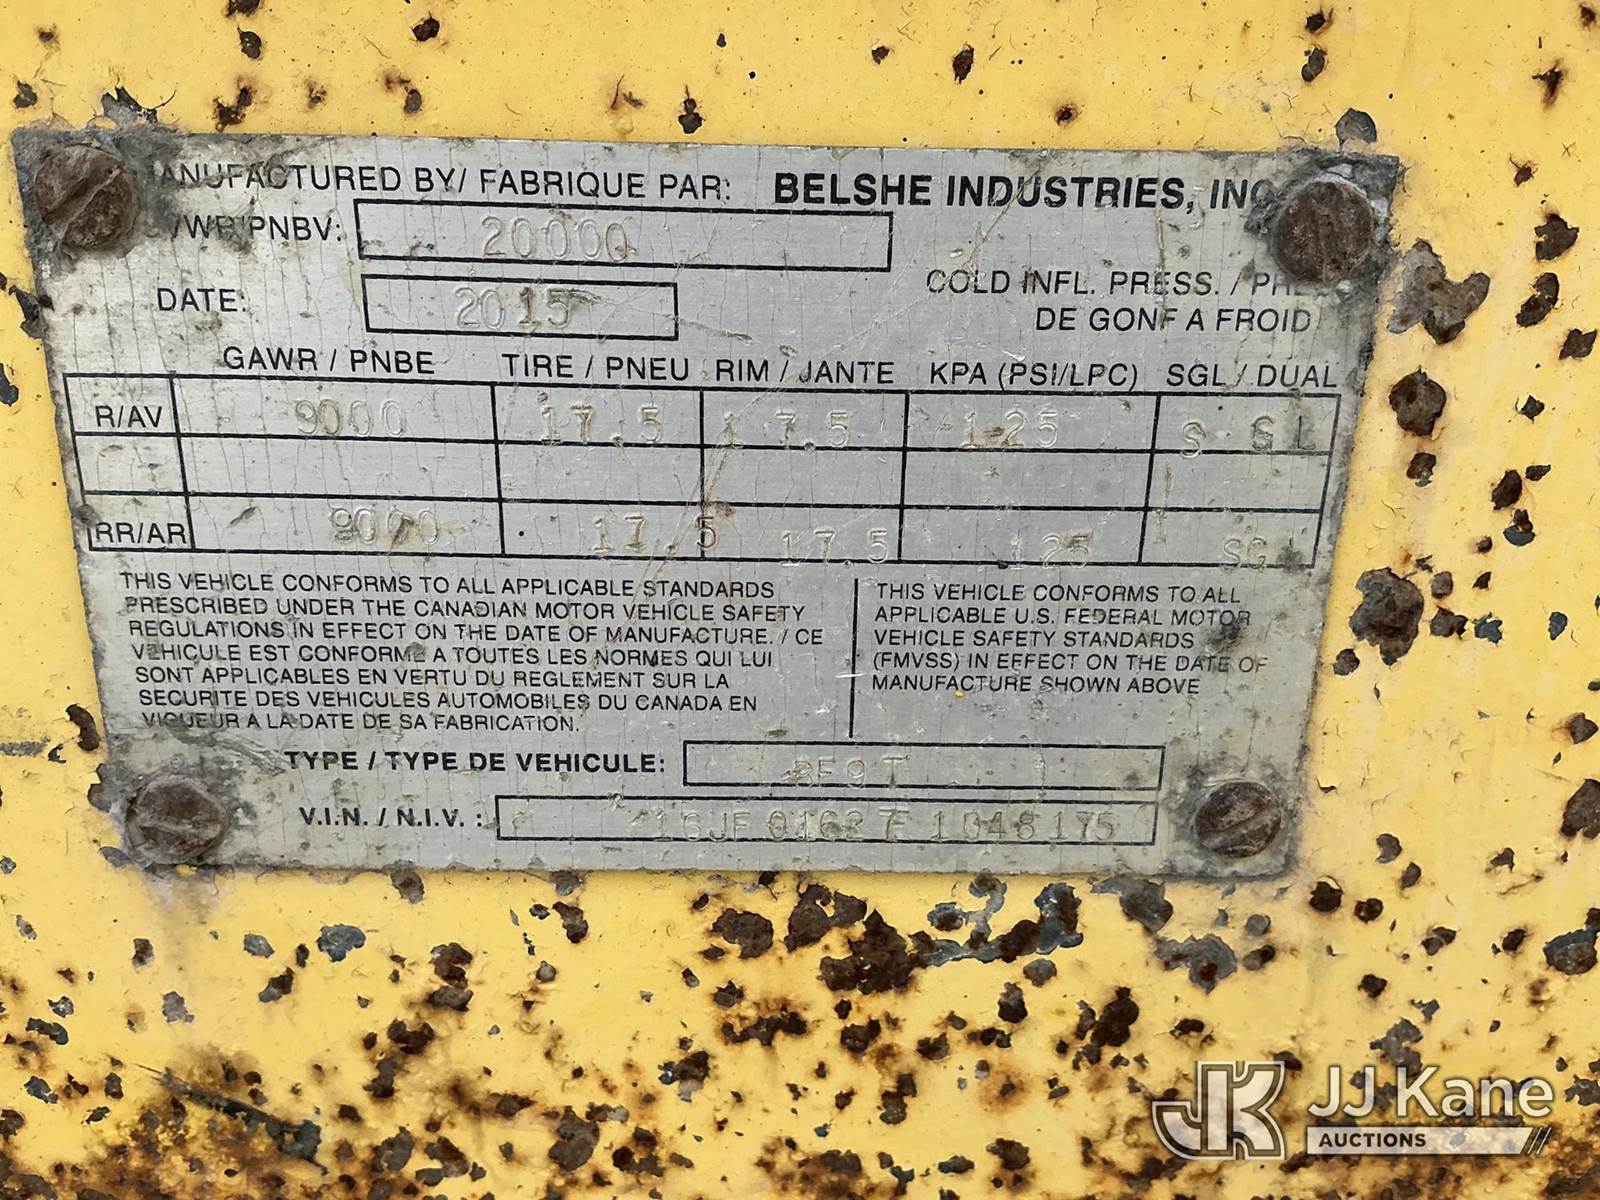 ANUFACTURED BY/ FABRIQUE PAR: BELSHE INDUSTRIES, INC
/PNBV: 20000
DATE: 2015
COLD INFL. PRESS. /
DE GONF A FROID
GAWR / PNBE TIRE / PNEU RIM / JANTE KPA (PSI/LPC) SGL / DUAL
R/AV 9000 17.5 17.5 125 SGL
RR/AR 9000 17.5 17.5 125 SGL
THIS VEHICLE CONFORMS TO ALL APPLICABLE STANDARDS
PRESCRIBED UNDER THE CANADIAN MOTOR VEHICLE SAFETY
REGULATIONS IN EFFECT ON THE DATE OF MANUFACTURE. / CE
VEHICULE EST CONFORME A TOUTES LES NORMES QUI LUI
SONT APPLICABLES EN VERTU DU REGLEMENT SUR LA
SECURITE DES VEHICULES AUTOMOBILES DU CANADA EN
VIGUEUR A LA DATE DE SA FABRICATION.
THIS VEHICLE CONFORMS TO ALL
APPLICABLE U.S. FEDERAL MOTOR
VEHICLE SAFETY STANDARDS
(FMVSS) IN EFFECT ON THE DATE OF
MANUFACTURE SHOWN ABOVE
TYPE / TYPE DE VEHICULE:
V.I.N. / N.I.V. : 16JF01627F1048175
JK JJ Kane
AUCTIONS